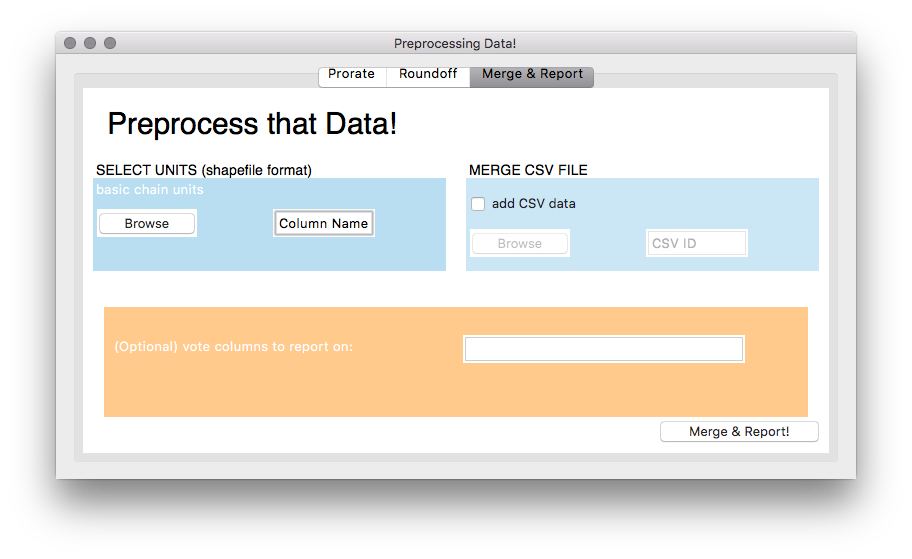 Preprocessing Data!
Prorate Roundoff Merge & Report
Preprocess that Data!
SELECT UNITS (shapefile format)
basic chain units
Browse Column Name
MERGE CSV FILE
add CSV data
Browse CSV ID
(Optional) vote columns to report on:
Merge & Report!